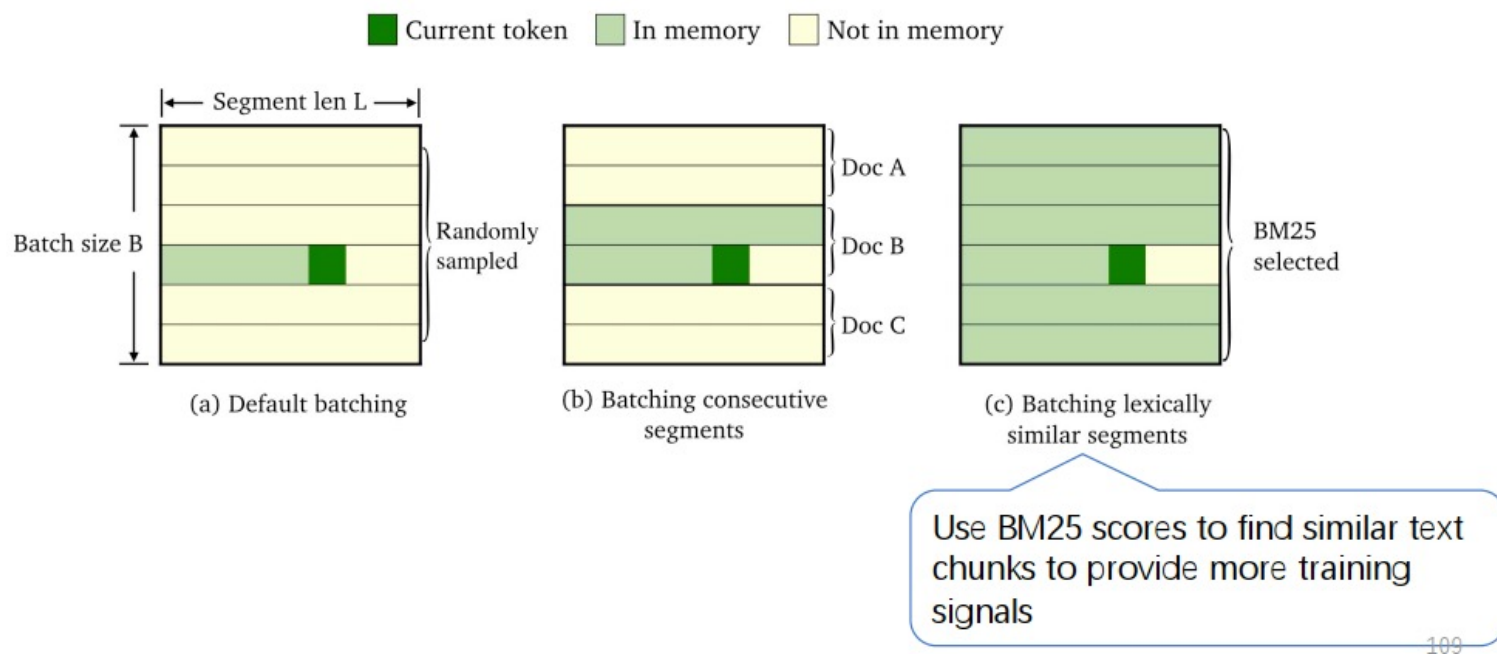 Current token
In memory
Not in memory
Segment len L
Batch size B
Randomly
sampled
(a) Default batching
Doc A
Doc B
Doc C
(b) Batching consecutive
segments
BM25
selected
(c) Batching lexically
similar segments
Use BM25 scores to find similar text
chunks to provide more training
signals
109